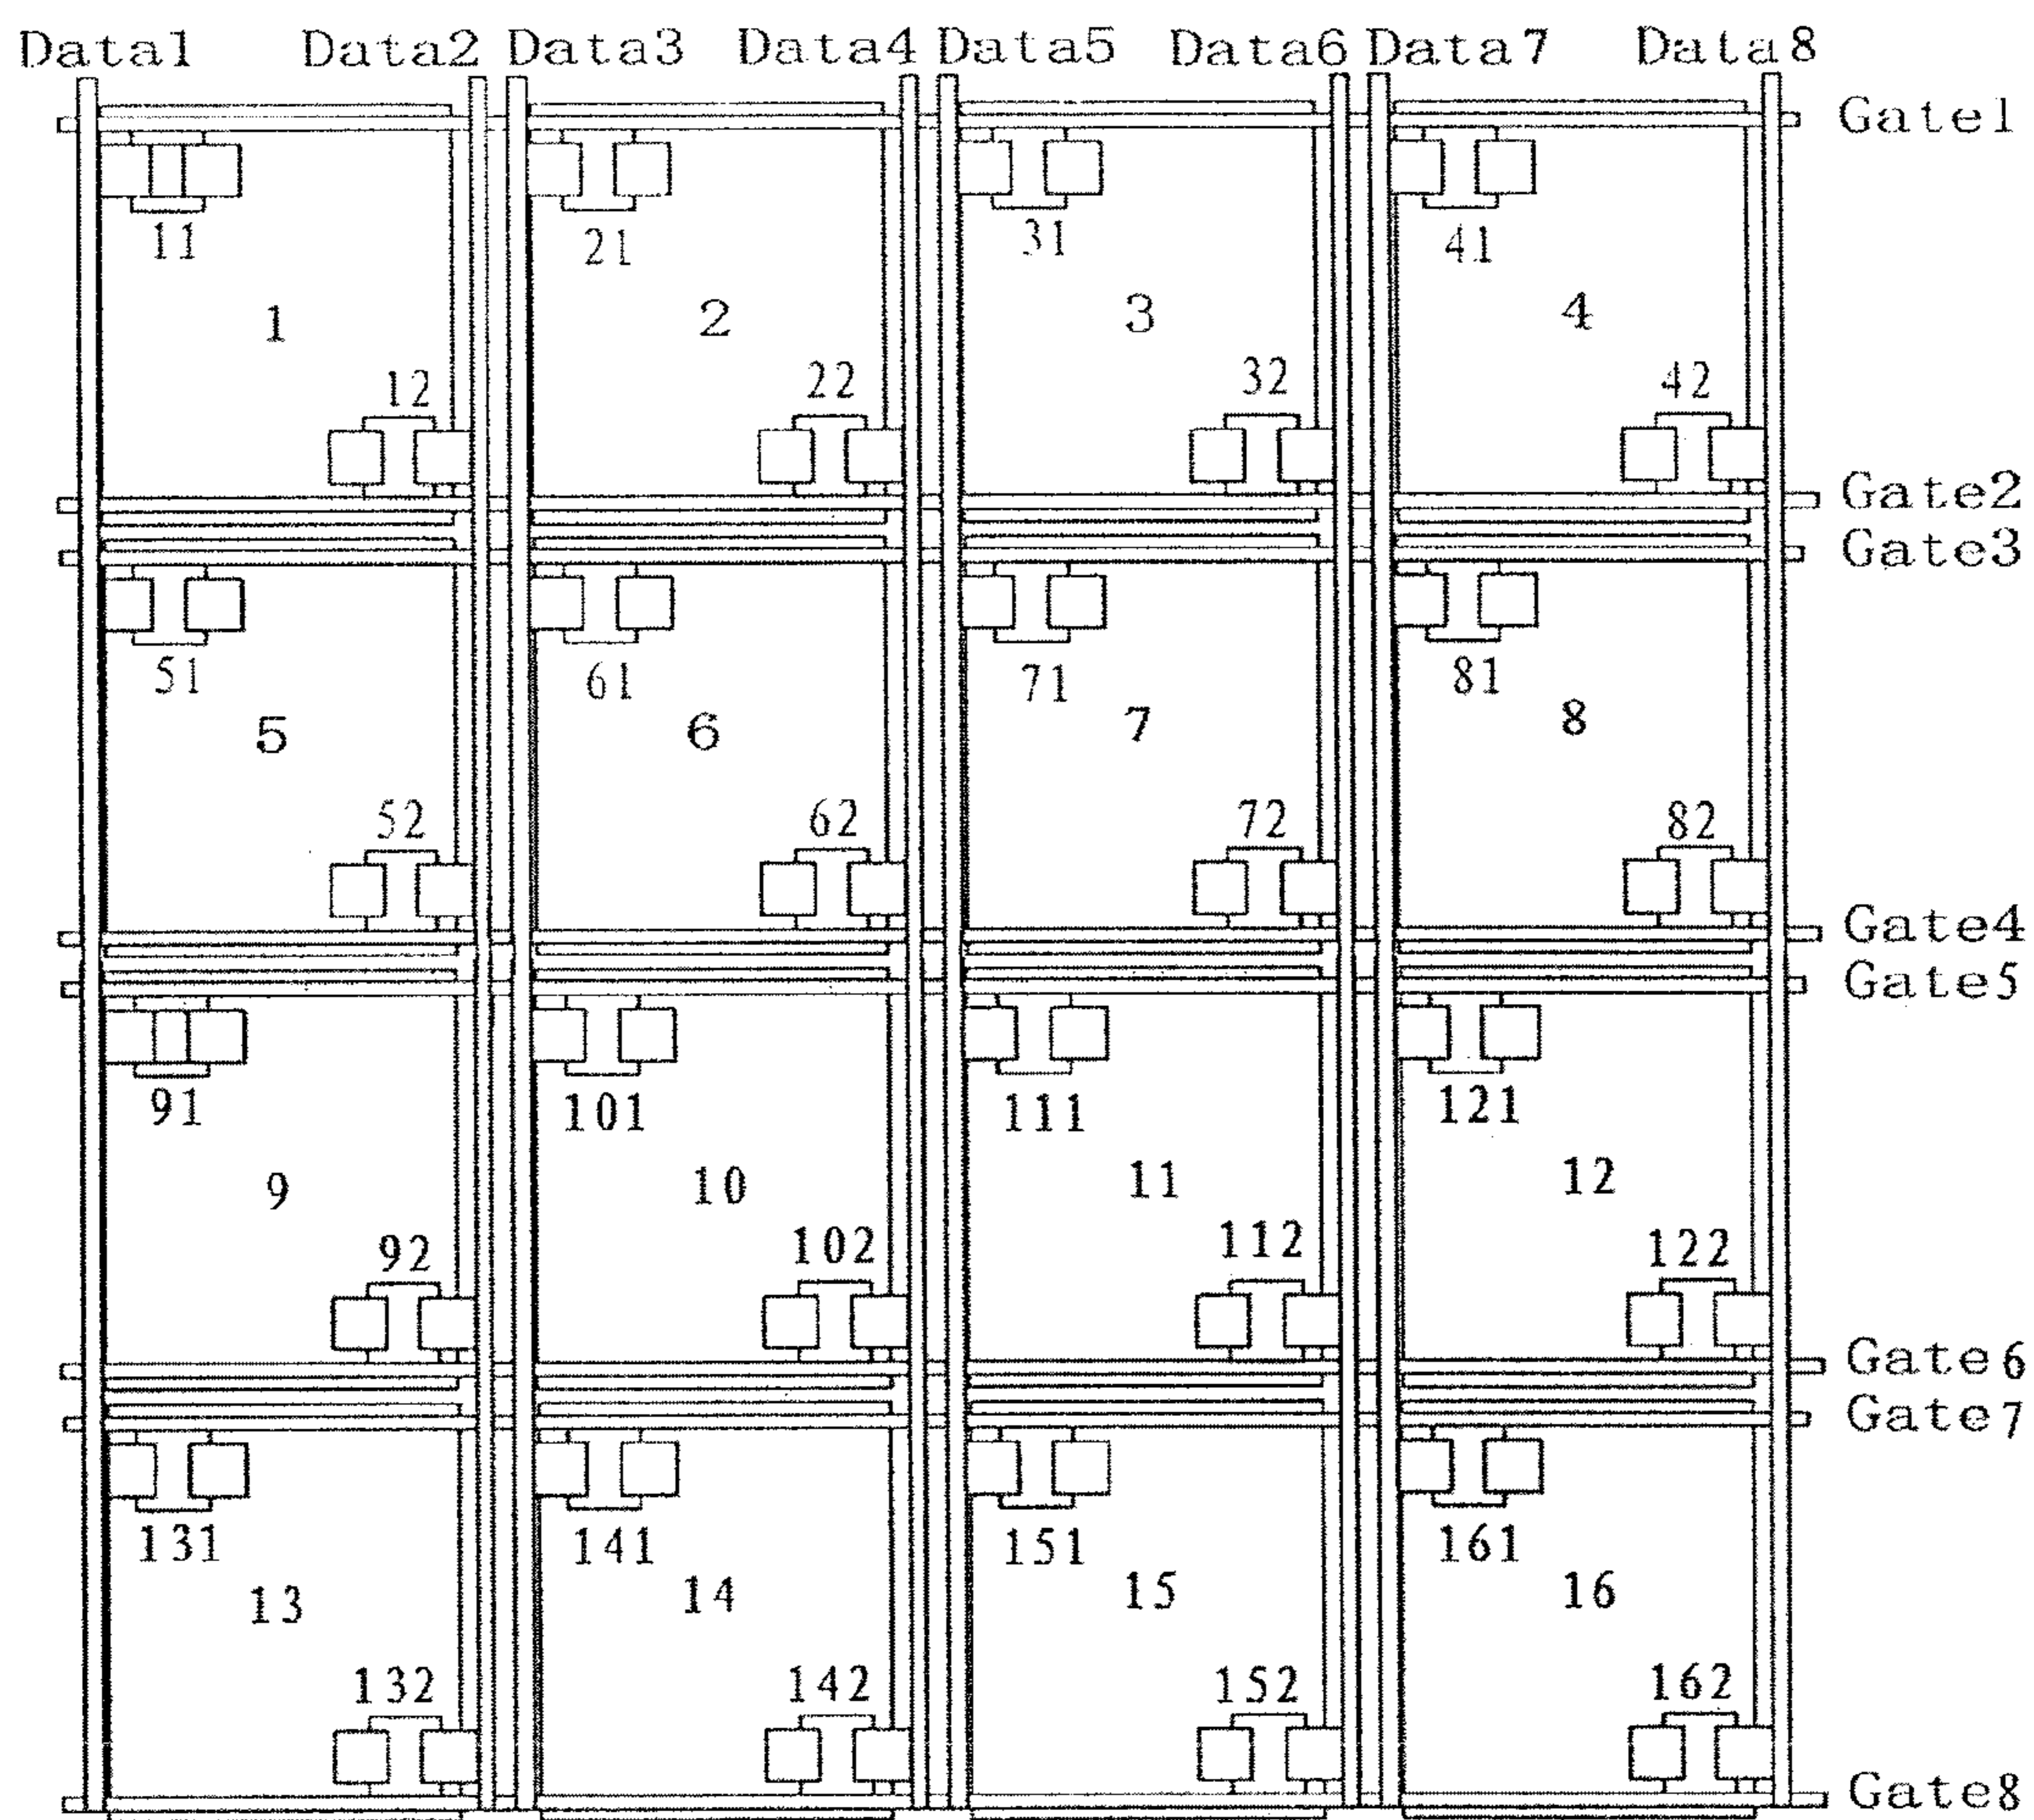 Data1 Data2 Data3 Data4 Data5 Data6 Data7 Data8
Gate1
11 21 31 41
1 2 3 4
12 22 32 42
Gate2
Gate3
51 61 71 81
5 6 7 8
52 62 72 82
Gate4
Gate5
91 101 111 121
9 10 11 12
92 102 112 122
Gate6
Gate7
131 141 151 161
13 14 15 16
132 142 152 162
Gate8